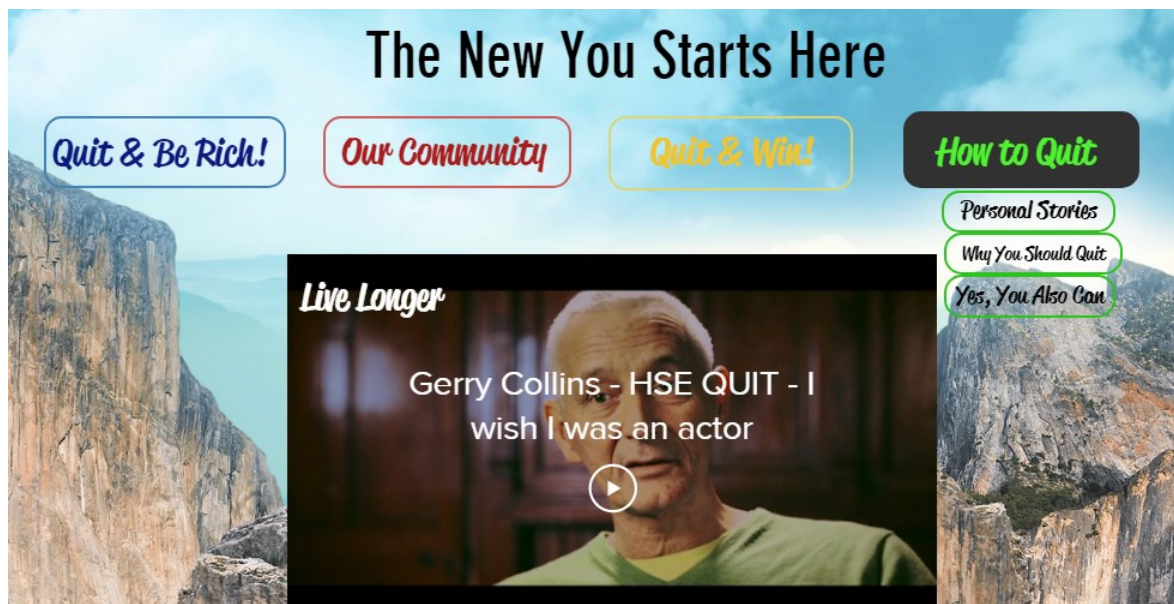 The New You Starts Here
Quit & Be Rich!
Our Community
Quit & Win!
How to Quit
Personal Stories
Why You Should Quit
Yes, You Also Can
Live Longer
Gerry Collins - HSE QUIT - I
wish I was an actor